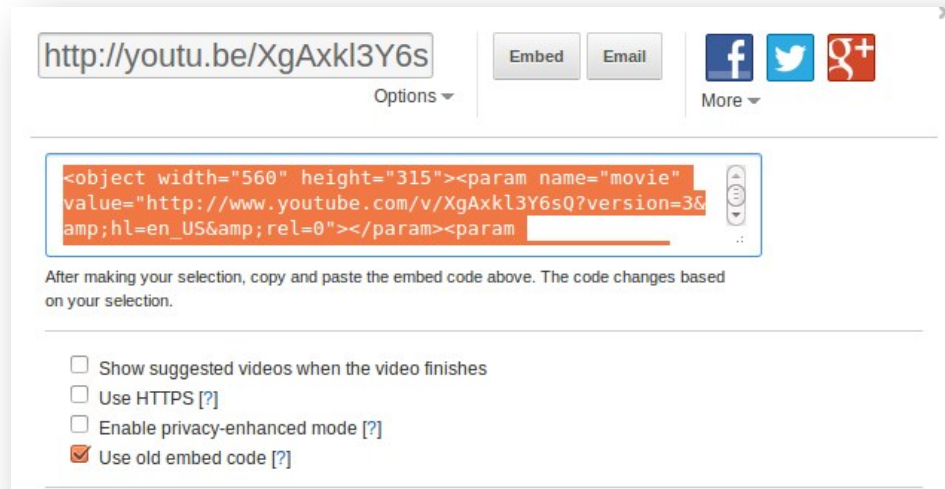 http://youtu.be/XgAxkl3Y6s
Embed
Email
f
g+
Options
More
<object width="560" height="315"><param name="movie"
value="http://www.youtube.com/v/XgAxkl3Y6sQ?version=3&
amp;hl=en_US&amp;rel=0"></param><param
After making your selection, copy and paste the embed code above. The code changes based
on your selection.
Show suggested videos when the video finishes
Use HTTPS [?]
Enable privacy-enhanced mode [?]
Use old embed code [?]